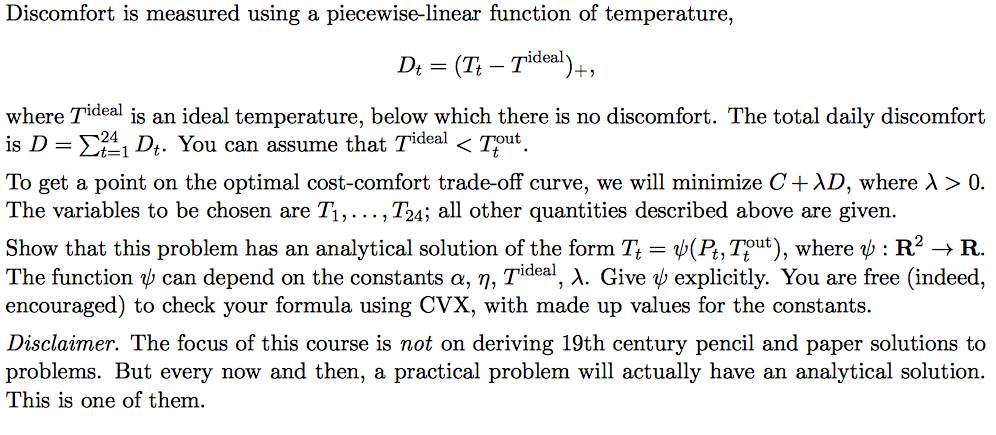 Discomfort is measured using a piecewise-linear function of temperature,
D_t = (T_t − T^ideal)_+,
where T^ideal is an ideal temperature, below which there is no discomfort. The total daily discomfort
is D = ∑_{t=1}^{24} D_t. You can assume that T^ideal < T_t^out.
To get a point on the optimal cost-comfort trade-off curve, we will minimize C + λD, where λ > 0.
The variables to be chosen are T_1, . . . , T_24; all other quantities described above are given.
Show that this problem has an analytical solution of the form T_t = ψ(P_t, T_t^out), where ψ : R^2 → R.
The function ψ can depend on the constants α, η, T^ideal, λ. Give ψ explicitly. You are free (indeed,
encouraged) to check your formula using CVX, with made up values for the constants.
Disclaimer. The focus of this course is not on deriving 19th century pencil and paper solutions to
problems. But every now and then, a practical problem will actually have an analytical solution.
This is one of them.